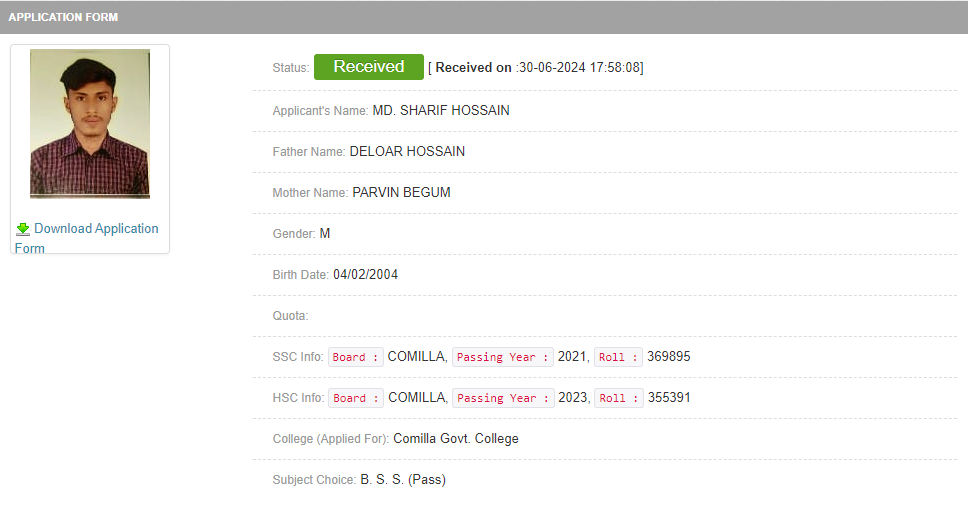 APPLICATION FORM
Status: Received [ Received on :30-06-2024 17:58:08]
Applicant's Name: MD. SHARIF HOSSAIN
Father Name: DELOAR HOSSAIN
Mother Name: PARVIN BEGUM
Download Application
Form
Gender: M
Birth Date: 04/02/2004
Quota:
SSC Info: Board : COMILLA, Passing Year : 2021, Roll : 369895
HSC Info: Board : COMILLA, Passing Year : 2023, Roll : 355391
College (Applied For): Comilla Govt. College
Subject Choice: B. S. S. (Pass)